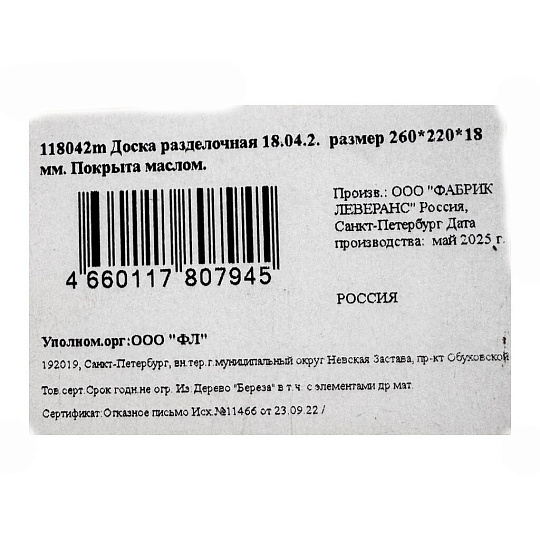 118042m Доска разделочная 18.04.2. размер 260*220*18
мм. Покрыта маслом.
Произв.: ООО "ФАБРИК
ЛЕВЕРАНС" Россия,
Санкт-Петербург Дата
производства: май 2025 г.
4 660117 807945
РОССИЯ
Уполном.орг:ООО "ФЛ"
192019, Санкт-Петербург, вн.тер.г.муниципальный округ Невская Застава, пр-кт Обуховской
Тов.серт.Срок годн.не огр. Из:Дерево "Береза" в т.ч. с элементами др мат.
Сертификат:Отказное письмо Исх.№11466 от 23.09.22 /